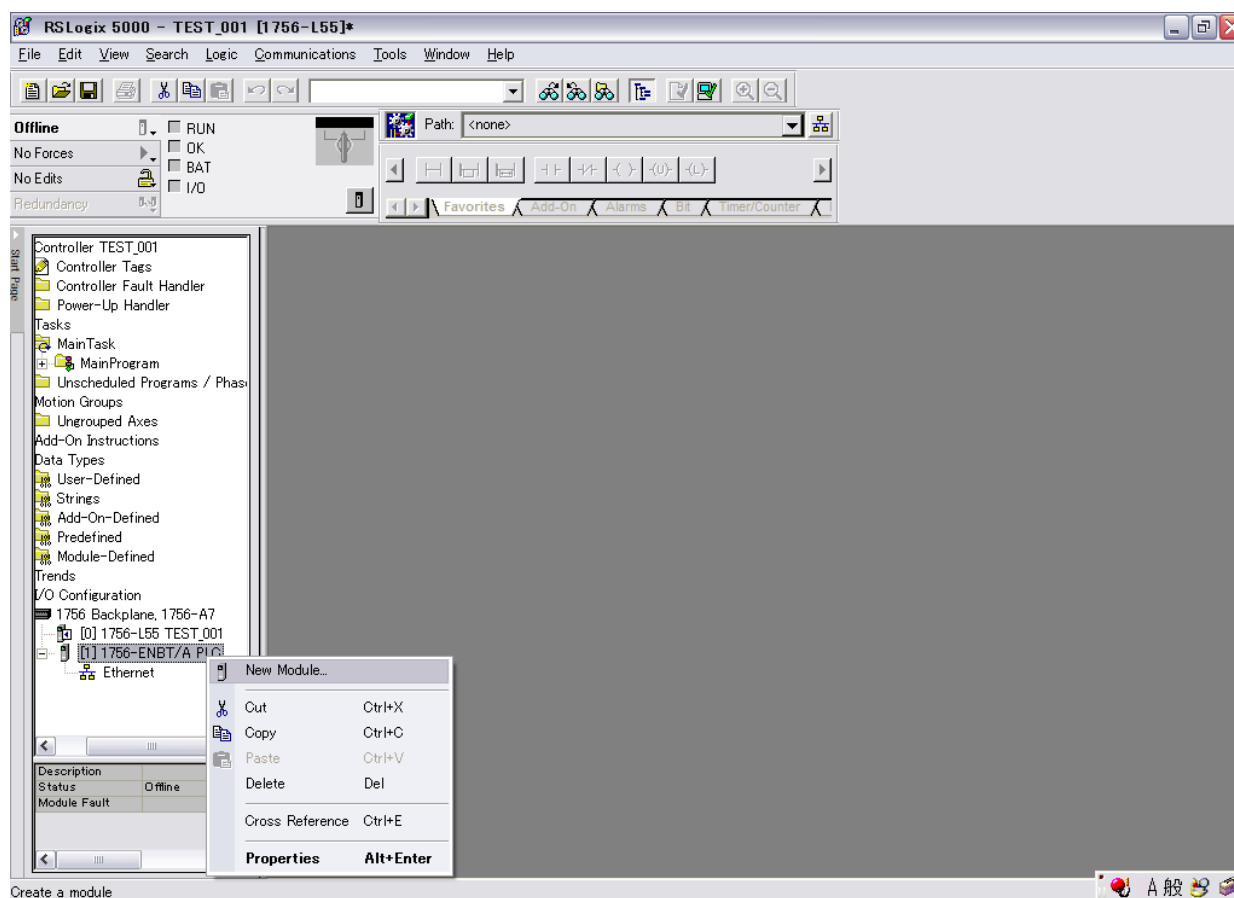 RSLogix 5000 - TEST_001 [1756-L55]*
File Edit View Search Logic Communications Tools Window Help
Offline
RUN
Path: <none>
No Forces
OK
BAT
No Edits
I/O
Redundancy
Favorites Add-On Alarms Bit Timer/Counter
Start Page
Controller TEST_001
Controller Tags
Controller Fault Handler
Power-Up Handler
Tasks
MainTask
MainProgram
Unscheduled Programs / Phas
Motion Groups
Ungrouped Axes
Add-On Instructions
Data Types
User-Defined
Strings
Add-On-Defined
Predefined
Module-Defined
Trends
I/O Configuration
1756 Backplane, 1756-A7
[0] 1756-L55 TEST_001
[1] 1756-ENBT/A PLC
Ethernet
New Module...
Cut Ctrl+X
Copy Ctrl+C
Paste Ctrl+V
Delete Del
Cross Reference Ctrl+E
Properties Alt+Enter
Description
Status Offline
Module Fault
Create a module
A 般